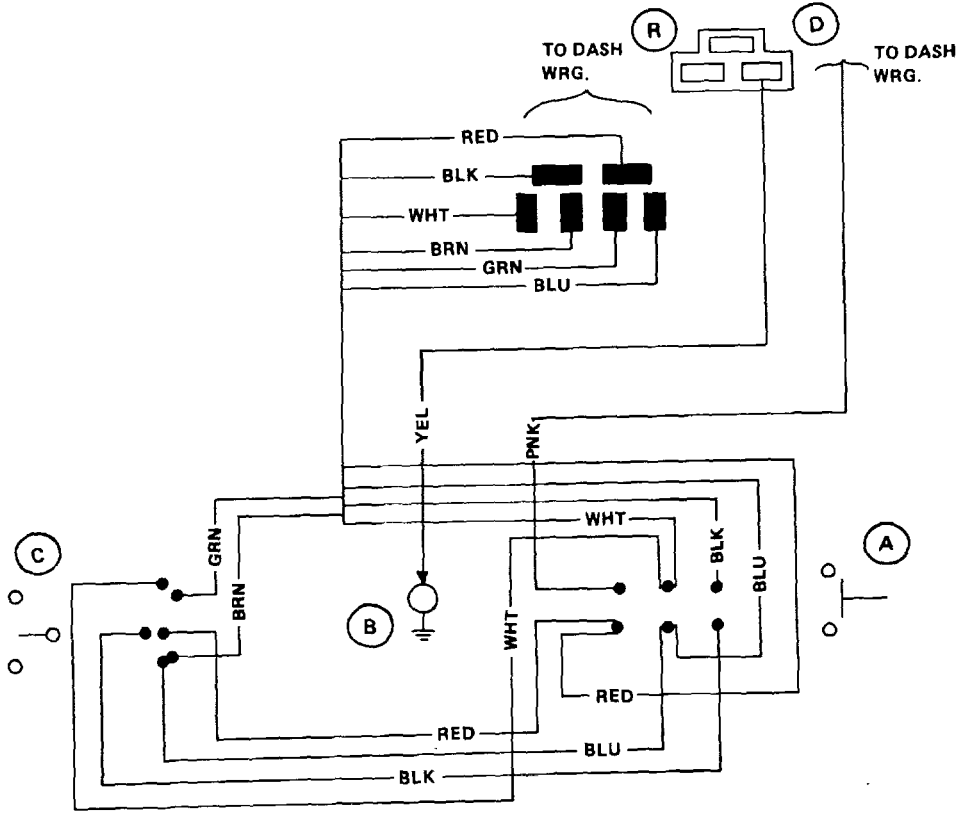 R
D
TO DASH
WRG.
TO DASH
WRG.
RED
BLK
WHT
BRN
GRN
BLU
YEL
PNK
WHT
GRN
BRN
BLK
BLU
C
A
B
WHT
RED
RED
BLU
BLK